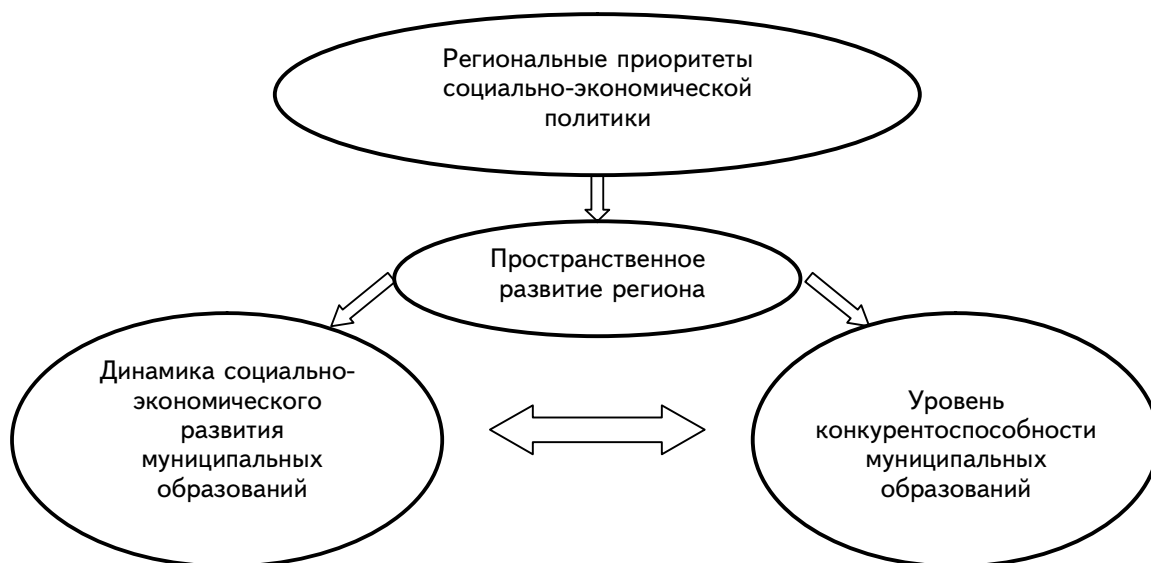 Региональные приоритеты
социально-экономической
политики
Пространственное
развитие региона
Динамика социально-
экономического
развития
муниципальных
образований
Уровень
конкурентоспособности
муниципальных
образований